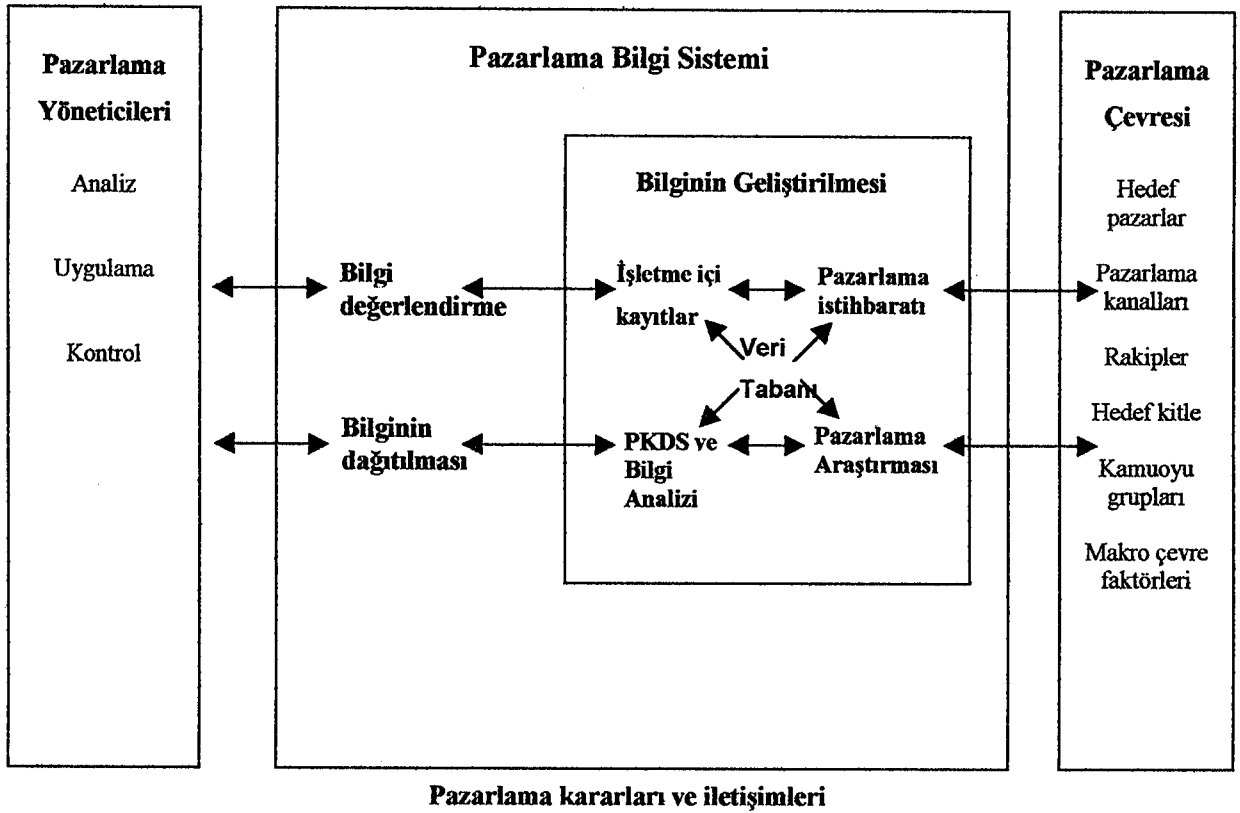 Pazarlama
Yöneticileri
Analiz
Uygulama
Kontrol
Pazarlama Bilgi Sistemi
Bilgi
değerlendirme
Bilginin
dağıtılması
Bilginin Geliştirilmesi
İşletme içi
kayıtlar
Pazarlama
istihbaratı
Veri
Tabanı
PKDS ve
Bilgi
Analizi
Pazarlama
Araştırması
Pazarlama
Çevresi
Hedef
pazarlar
Pazarlama
kanalları
Rakipler
Hedef kitle
Kamuoyu
grupları
Makro çevre
faktörleri
Pazarlama kararları ve iletişimleri